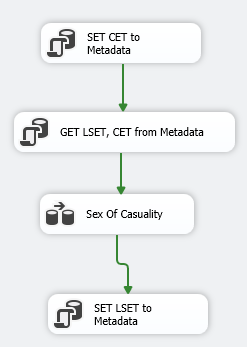 SET CET to
Metadata
GET LSET, CET from Metadata
Sex Of Casuality
SET LSET to
Metadata